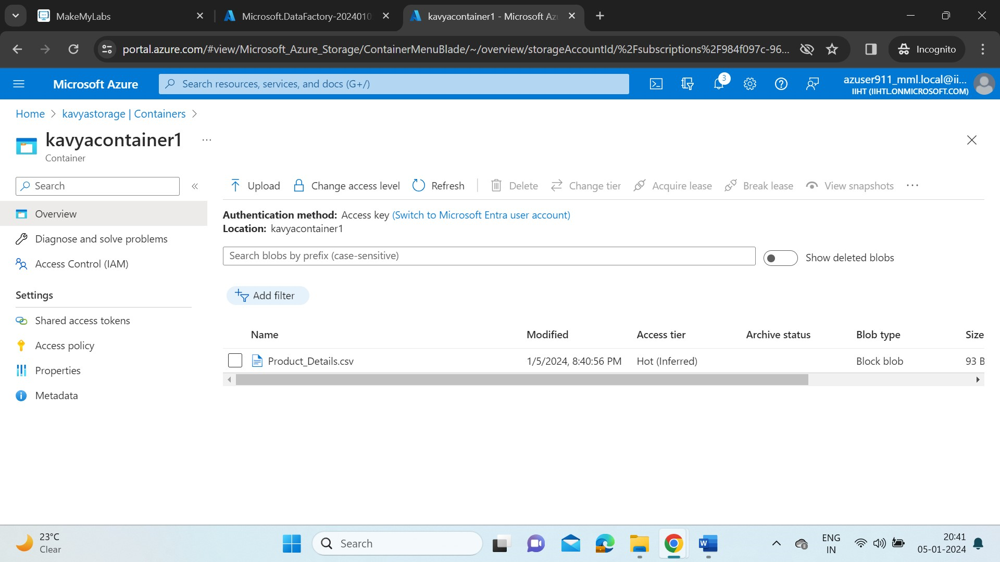 MakeMyLabs
Microsoft.DataFactory-2024010
kavyacontainer1 - Microsoft Az
portal.azure.com/#view/Microsoft_Azure_Storage/ContainerMenuBlade/~/overview/storageAccountId/%2Fsubscriptions%2F984f097c-96...
Incognito
Microsoft Azure
Search resources, services, and docs (G+/)
3
azuser911_mml.local@ii...
IIHT (IIHTL.ONMICROSOFT.COM)
Home > kavyastorage | Containers >
kavyacontainer1 ...
Container
Search
Upload Change access level Refresh Delete Change tier Acquire lease Break lease View snapshots ...
Overview
Diagnose and solve problems
Access Control (IAM)
Settings
Shared access tokens
Access policy
Properties
Metadata
Authentication method: Access key (Switch to Microsoft Entra user account)
Location: kavyacontainer1
Search blobs by prefix (case-sensitive)
Show deleted blobs
Add filter
Name Modified Access tier Archive status Blob type Size
Product_Details.csv 1/5/2024, 8:40:56 PM Hot (Inferred) Block blob 93 B
23°C
Clear
Search
ENG
IN
20:41
05-01-2024